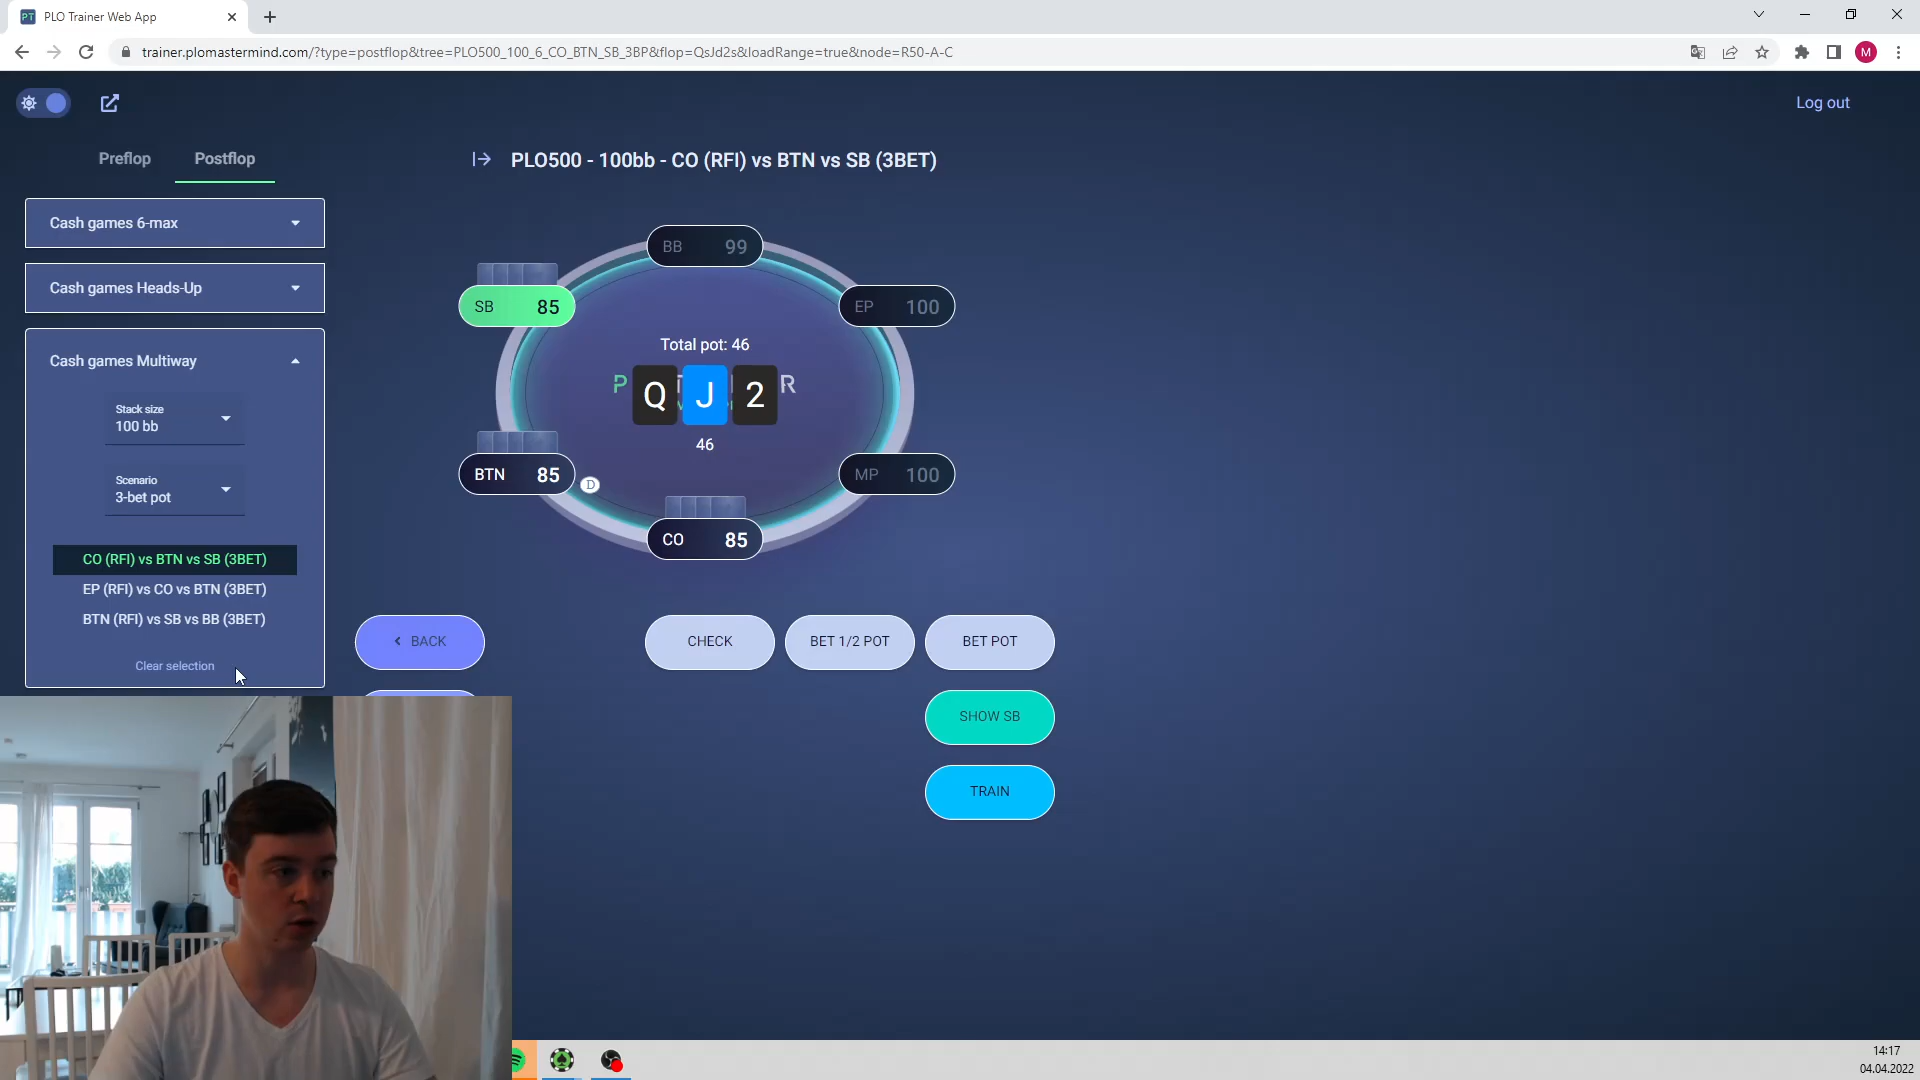 PT PLO Trainer Web App
trainer.plomastermind.com/?type=postflop&tree=PLO500_100_6_CO_BTN_SB_3BP&flop=QsJd2s&loadRange=true&node=R50-A-C
M
Log out
Preflop Postflop
PLO500 - 100bb - CO (RFI) vs BTN vs SB (3BET)
Cash games 6-max
Cash games Heads-Up
Cash games Multiway
Stack size
100 bb
Scenario
3-bet pot
CO (RFI) vs BTN vs SB (3BET)
EP (RFI) vs CO vs BTN (3BET)
BTN (RFI) vs SB vs BB (3BET)
Clear selection
BB 99
SB 85
EP 100
Total pot: 46
Q J 2
46
BTN 85
D
MP 100
CO 85
BACK
CHECK
BET 1/2 POT
BET POT
SHOW SB
TRAIN
14:17
04.04.2022